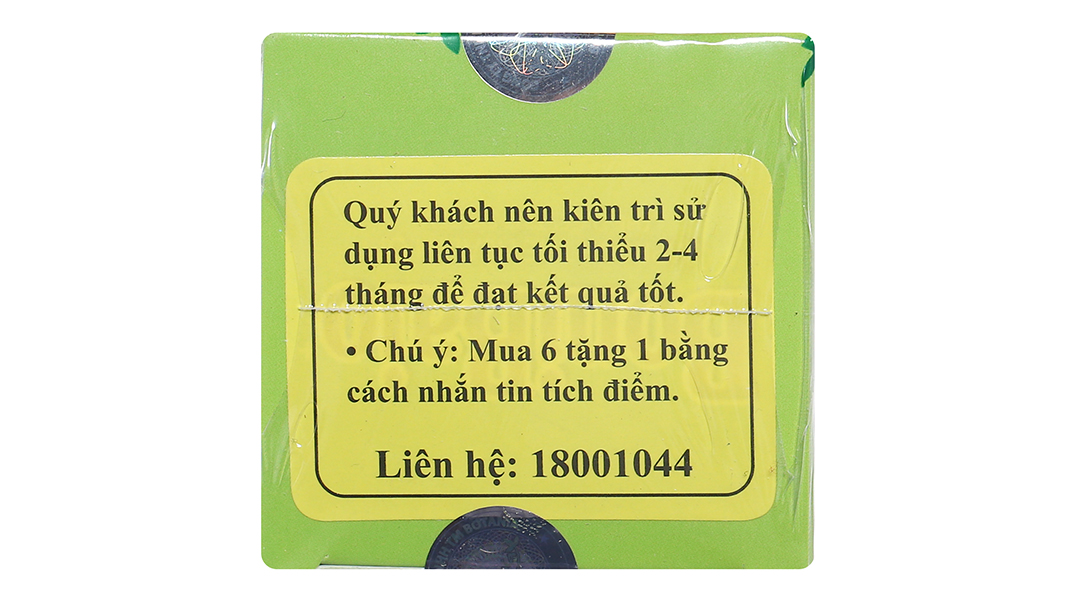 Quý khách nên kiên trì sử
dụng liên tục tối thiểu 2-4
tháng để đạt kết quả tốt.
• Chú ý: Mua 6 tặng 1 bằng
cách nhắn tin tích điểm.
Liên hệ: 18001044